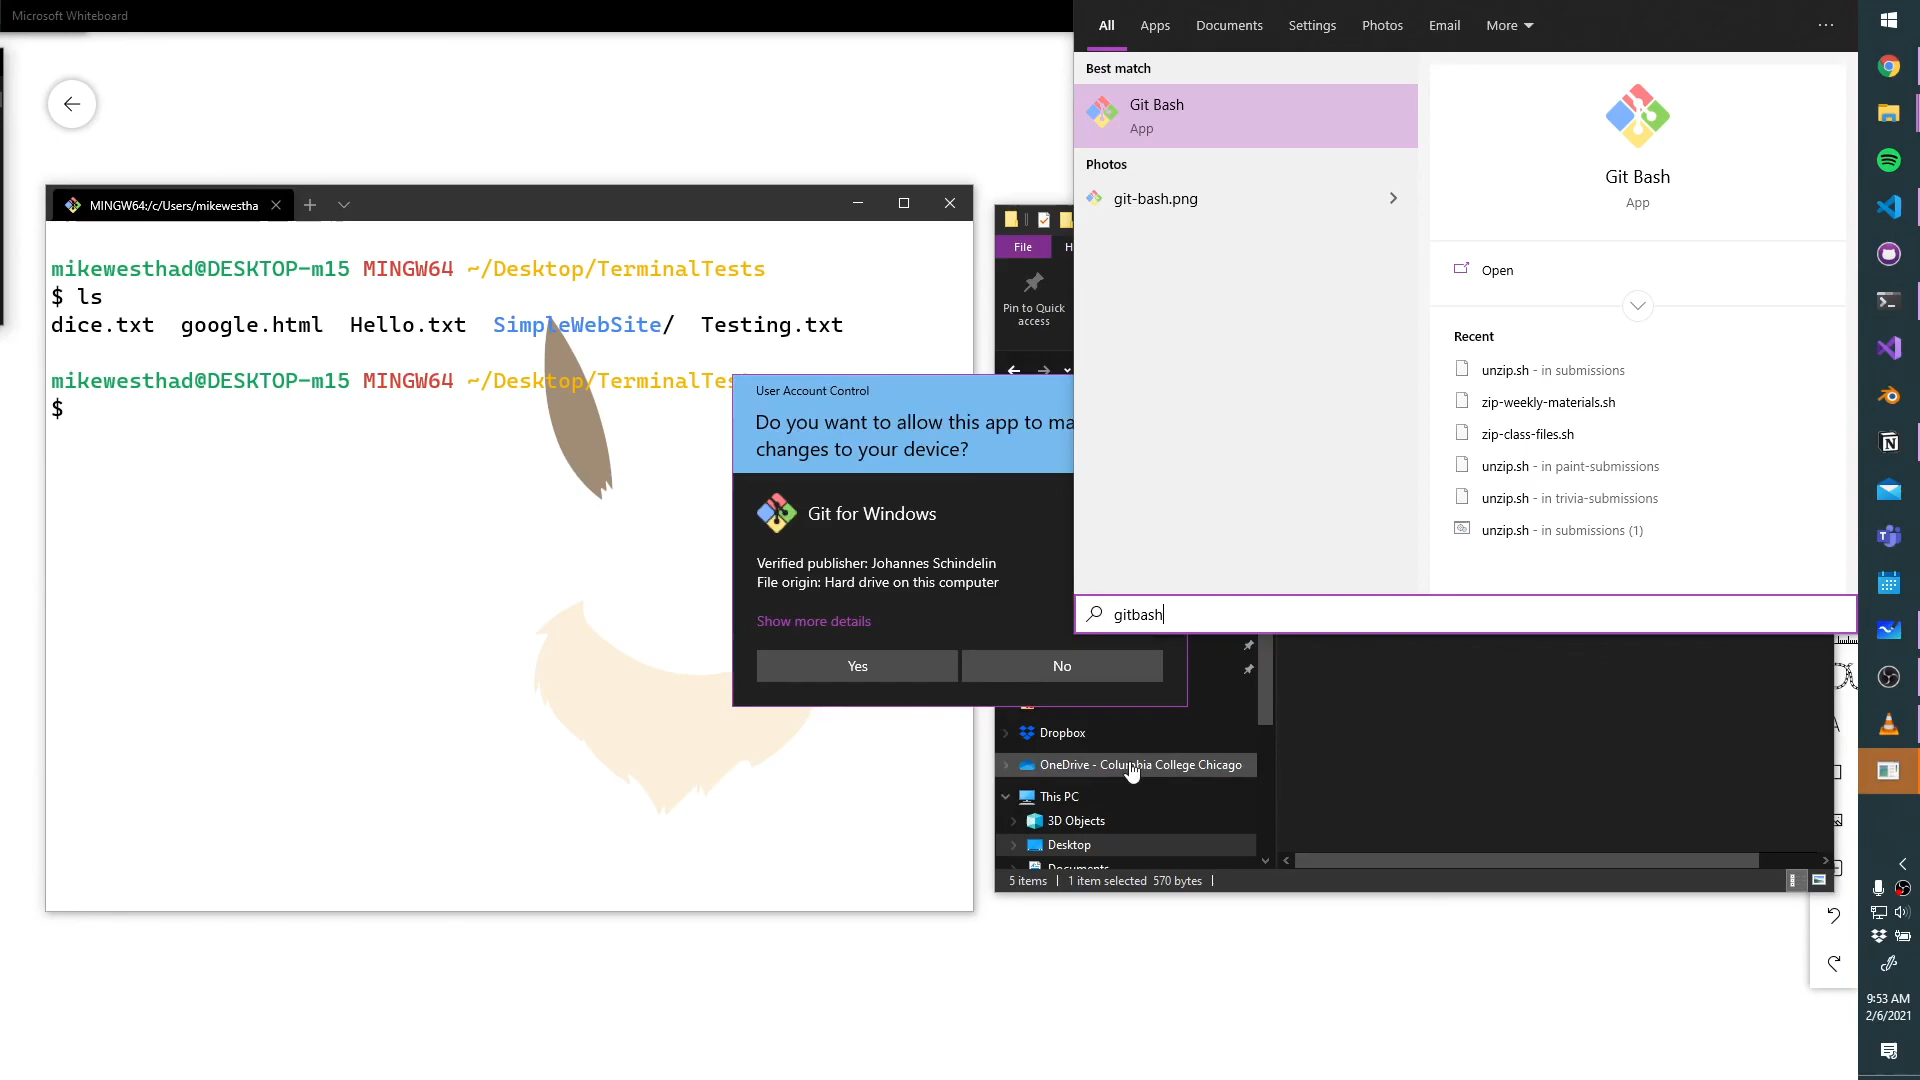 Microsoft Whiteboard
MINGW64:/c/Users/mikewestha
mikewesthad@DESKTOP-m15 MINGW64 ~/Desktop/TerminalTests
$ ls
dice.txt  google.html  Hello.txt  SimpleWebSite/  Testing.txt
mikewesthad@DESKTOP-m15 MINGW64 ~/Desktop/TerminalTes
$
User Account Control
Do you want to allow this app to ma
changes to your device?
Git for Windows
Verified publisher: Johannes Schindelin
File origin: Hard drive on this computer
Show more details
Yes
No
File
H
Pin to Quick
access
All
Apps
Documents
Settings
Photos
Email
More
Best match
Git Bash
App
Photos
git-bash.png
Git Bash
App
Open
Recent
unzip.sh - in submissions
zip-weekly-materials.sh
zip-class-files.sh
unzip.sh - in paint-submissions
unzip.sh - in trivia-submissions
unzip.sh - in submissions (1)
gitbash
Dropbox
OneDrive - Columbia College Chicago
This PC
3D Objects
Desktop
Documents
5 items
1 item selected  570 bytes
9:53 AM
2/6/2021